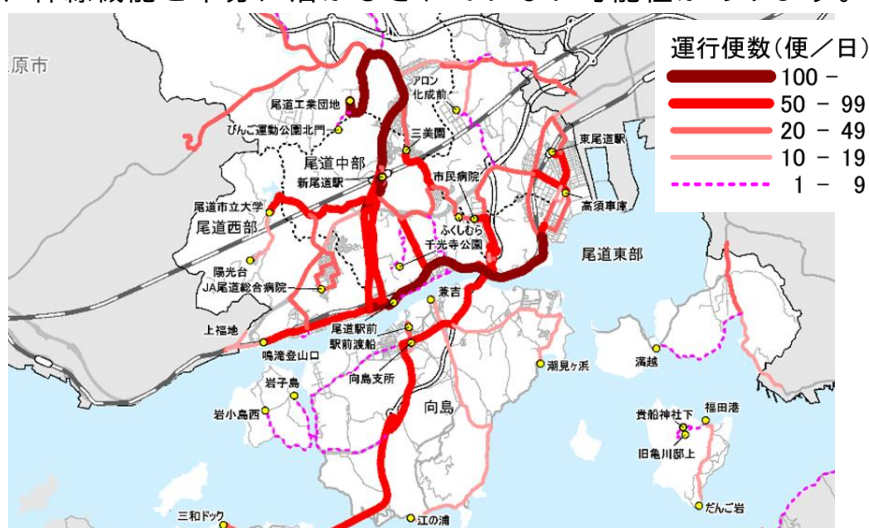 運行便数(便／日)
100 -
50 - 99
20 - 49
10 - 19
1 - 9
原市
アロン
化成前
尾道工業団地
びんご運動公園北門
三美園
東尾道駅
尾道中部
新尾道駅
市民病院
高須車庫
尾道市立大学
尾道西部
ふくしむら
千光寺公園
尾道東部
陽光台
JA尾道総合病院
兼吉
上福地
尾道駅前
駅前渡船
鳴滝登山口
向島支所
満越
潮見ヶ浜
岩子島
岩小島西
向島
貴船神社下
福田港
旧亀川邸上
三和ドック
江の浦
だんご岩